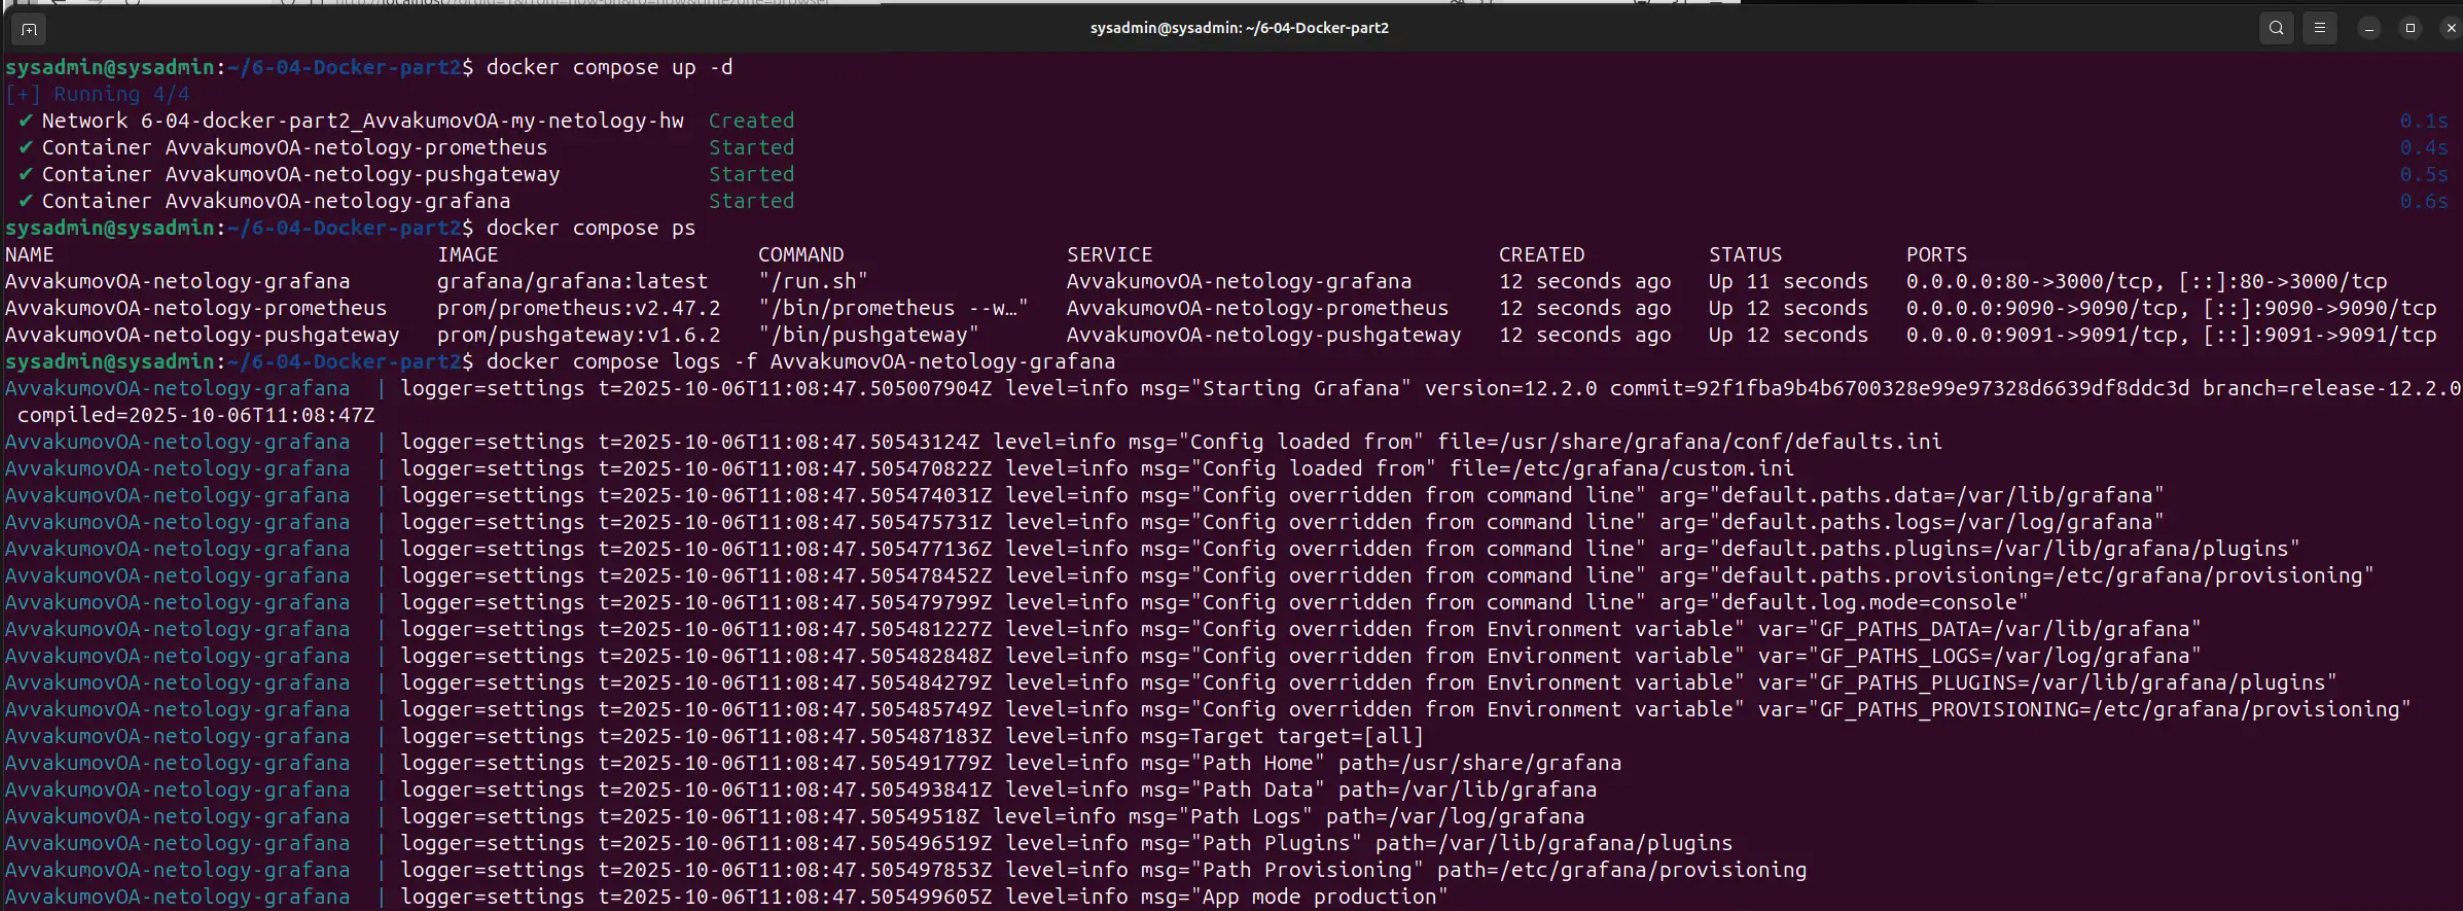 sysadmin@sysadmin: ~/6-04-Docker-part2
sysadmin@sysadmin:~/6-04-Docker-part2$ docker compose up -d
[+] Running 4/4
✔ Network 6-04-docker-part2_AvvakumovOA-my-netology-hw  Created 0.1s
✔ Container AvvakumovOA-netology-prometheus Started 0.4s
✔ Container AvvakumovOA-netology-pushgateway Started 0.5s
✔ Container AvvakumovOA-netology-grafana Started 0.6s
sysadmin@sysadmin:~/6-04-Docker-part2$ docker compose ps
NAME IMAGE COMMAND SERVICE CREATED STATUS PORTS
AvvakumovOA-netology-grafana grafana/grafana:latest "/run.sh" AvvakumovOA-netology-grafana 12 seconds ago Up 11 seconds 0.0.0.0:80->3000/tcp, [::]:80->3000/tcp
AvvakumovOA-netology-prometheus prom/prometheus:v2.47.2 "/bin/prometheus --w…" AvvakumovOA-netology-prometheus 12 seconds ago Up 12 seconds 0.0.0.0:9090->9090/tcp, [::]:9090->9090/tcp
AvvakumovOA-netology-pushgateway prom/pushgateway:v1.6.2 "/bin/pushgateway" AvvakumovOA-netology-pushgateway 12 seconds ago Up 12 seconds 0.0.0.0:9091->9091/tcp, [::]:9091->9091/tcp
sysadmin@sysadmin:~/6-04-Docker-part2$ docker compose logs -f AvvakumovOA-netology-grafana
AvvakumovOA-netology-grafana | logger=settings t=2025-10-06T11:08:47.505007904Z level=info msg="Starting Grafana" version=12.2.0 commit=92f1fba9b4b6700328e99e97328d6639df8ddc3d branch=release-12.2.0
compiled=2025-10-06T11:08:47Z
AvvakumovOA-netology-grafana | logger=settings t=2025-10-06T11:08:47.50543124Z level=info msg="Config loaded from" file=/usr/share/grafana/conf/defaults.ini
AvvakumovOA-netology-grafana | logger=settings t=2025-10-06T11:08:47.505470822Z level=info msg="Config loaded from" file=/etc/grafana/custom.ini
AvvakumovOA-netology-grafana | logger=settings t=2025-10-06T11:08:47.505474031Z level=info msg="Config overridden from command line" arg="default.paths.data=/var/lib/grafana"
AvvakumovOA-netology-grafana | logger=settings t=2025-10-06T11:08:47.505475731Z level=info msg="Config overridden from command line" arg="default.paths.logs=/var/log/grafana"
AvvakumovOA-netology-grafana | logger=settings t=2025-10-06T11:08:47.505477136Z level=info msg="Config overridden from command line" arg="default.paths.plugins=/var/lib/grafana/plugins"
AvvakumovOA-netology-grafana | logger=settings t=2025-10-06T11:08:47.505478452Z level=info msg="Config overridden from command line" arg="default.paths.provisioning=/etc/grafana/provisioning"
AvvakumovOA-netology-grafana | logger=settings t=2025-10-06T11:08:47.505479799Z level=info msg="Config overridden from command line" arg="default.log.mode=console"
AvvakumovOA-netology-grafana | logger=settings t=2025-10-06T11:08:47.505481227Z level=info msg="Config overridden from Environment variable" var="GF_PATHS_DATA=/var/lib/grafana"
AvvakumovOA-netology-grafana | logger=settings t=2025-10-06T11:08:47.505482848Z level=info msg="Config overridden from Environment variable" var="GF_PATHS_LOGS=/var/log/grafana"
AvvakumovOA-netology-grafana | logger=settings t=2025-10-06T11:08:47.505484279Z level=info msg="Config overridden from Environment variable" var="GF_PATHS_PLUGINS=/var/lib/grafana/plugins"
AvvakumovOA-netology-grafana | logger=settings t=2025-10-06T11:08:47.505485749Z level=info msg="Config overridden from Environment variable" var="GF_PATHS_PROVISIONING=/etc/grafana/provisioning"
AvvakumovOA-netology-grafana | logger=settings t=2025-10-06T11:08:47.505487183Z level=info msg=Target target=[all]
AvvakumovOA-netology-grafana | logger=settings t=2025-10-06T11:08:47.505491779Z level=info msg="Path Home" path=/usr/share/grafana
AvvakumovOA-netology-grafana | logger=settings t=2025-10-06T11:08:47.505493841Z level=info msg="Path Data" path=/var/lib/grafana
AvvakumovOA-netology-grafana | logger=settings t=2025-10-06T11:08:47.50549518Z level=info msg="Path Logs" path=/var/log/grafana
AvvakumovOA-netology-grafana | logger=settings t=2025-10-06T11:08:47.505496519Z level=info msg="Path Plugins" path=/var/lib/grafana/plugins
AvvakumovOA-netology-grafana | logger=settings t=2025-10-06T11:08:47.505497853Z level=info msg="Path Provisioning" path=/etc/grafana/provisioning
AvvakumovOA-netology-grafana | logger=settings t=2025-10-06T11:08:47.505499605Z level=info msg="App mode production"